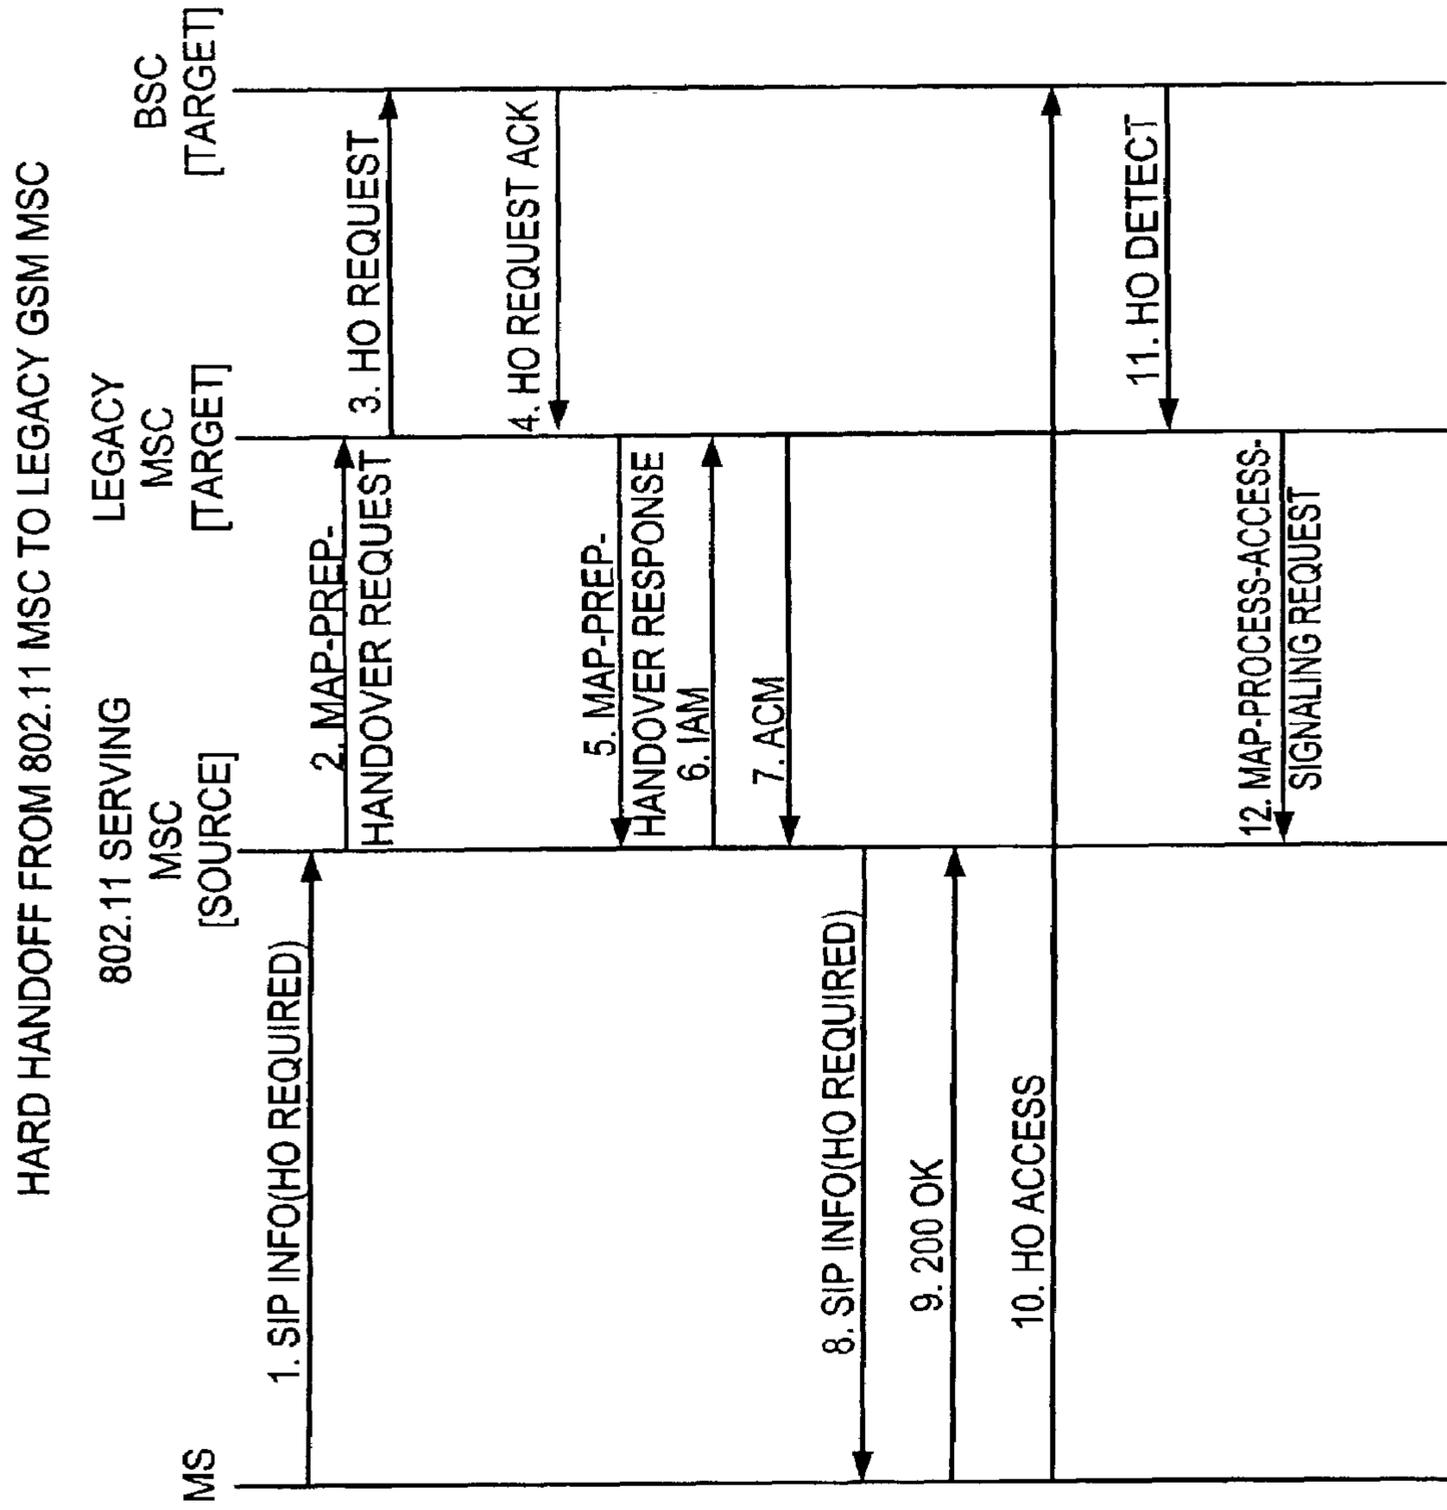 HARD HANDOFF FROM 802.11 MSC TO LEGACY GSM MSC
MS
802.11 SERVING
MSC
[SOURCE]
LEGACY
MSC
[TARGET]
BSC
[TARGET]
1. SIP INFO(HO REQUIRED)
2. MAP-PREP-
HANDOVER REQUEST
3. HO REQUEST
4. HO REQUEST ACK
5. MAP-PREP-
HANDOVER RESPONSE
6. IAM
7. ACM
8. SIP INFO(HO REQUIRED)
9. 200 OK
10. HO ACCESS
11. HO DETECT
12. MAP-PROCESS-ACCESS-
SIGNALING REQUEST